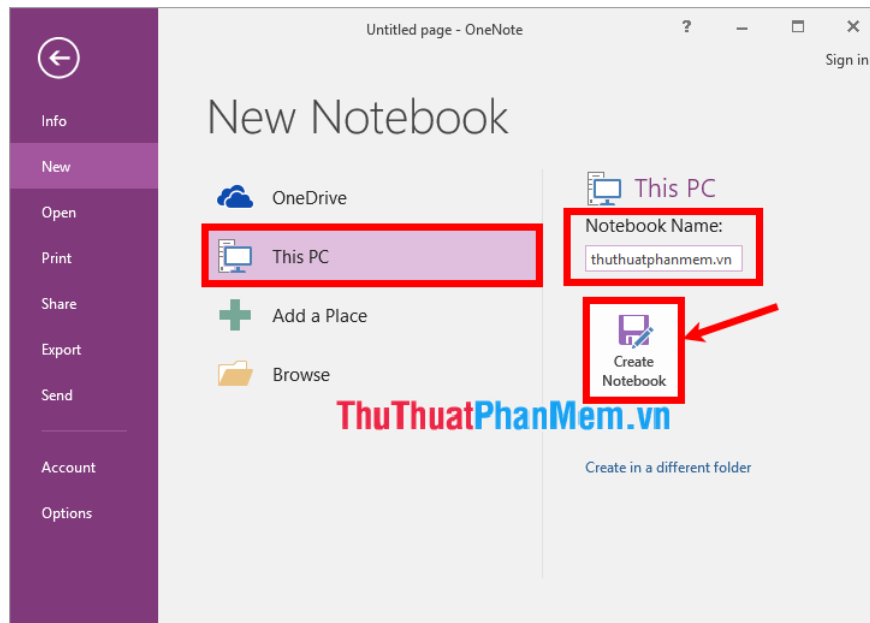 Untitled page - OneNote
?
Sign in
Info
New
Open
Print
Share
Export
Send
Account
Options
New Notebook
OneDrive
This PC
Add a Place
Browse
This PC
Notebook Name:
thuthuatphanmem.vn
Create
Notebook
ThuThuatPhanMem.vn
Create in a different folder